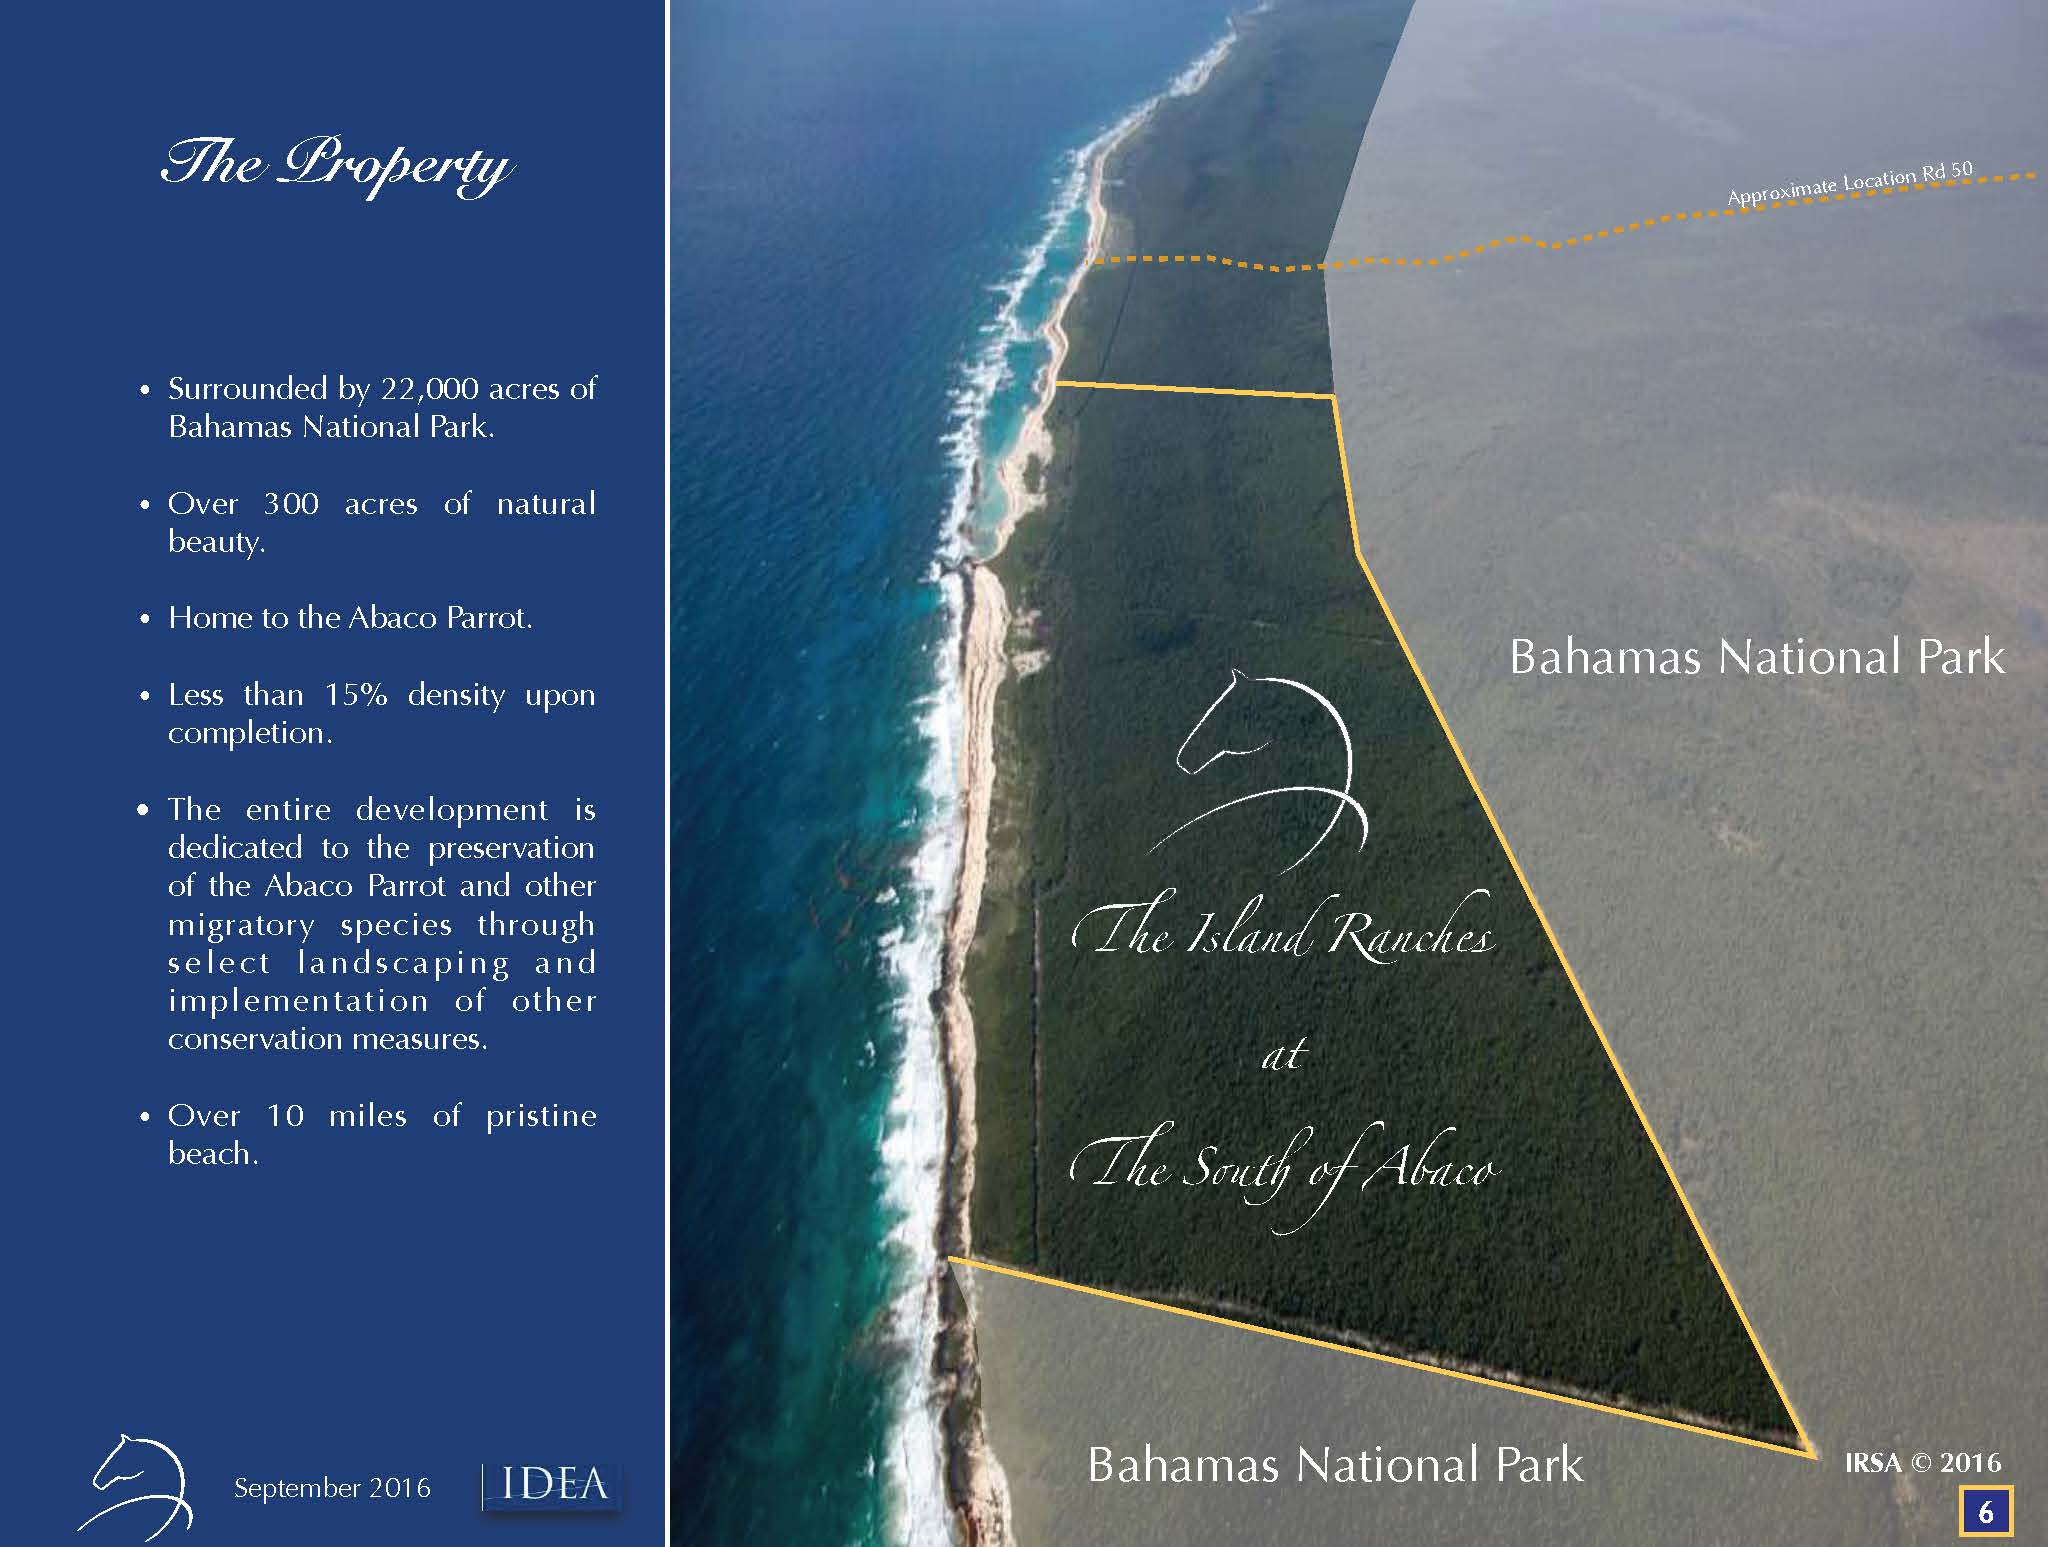 The Property
• Surrounded by 22,000 acres of
Bahamas National Park.
• Over 300 acres of natural
beauty.
• Home to the Abaco Parrot.
• Less than 15% density upon
completion.
• The entire development is
dedicated to the preservation
of the Abaco Parrot and other
migratory species through
select landscaping and
implementation of other
conservation measures.
• Over 10 miles of pristine
beach.
September 2016
IDEA
Approximate Location Rd 50
Bahamas National Park
The Island Ranches
at
The South of Abaco
Bahamas National Park
IRSA © 2016
6